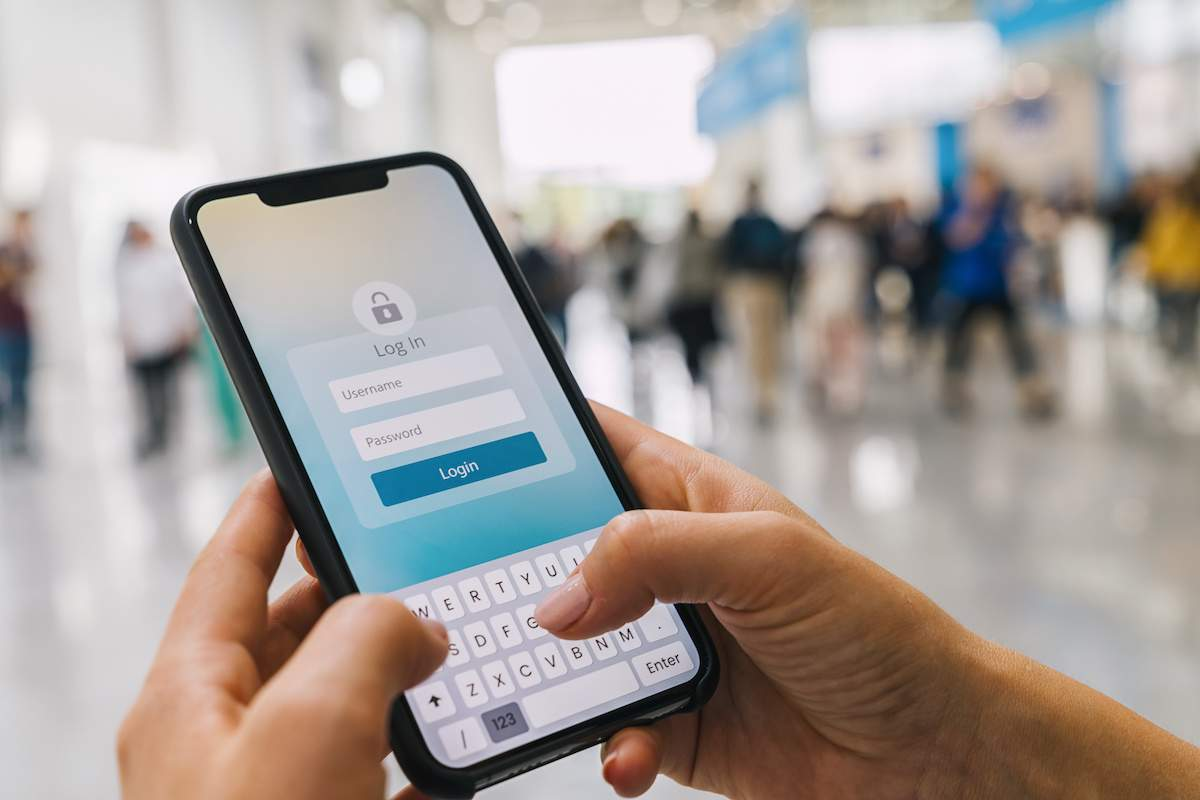 Log In
Username
Password
Login
W E R T Y U
S D F G
Z X C V B N M .
/ 123 Enter